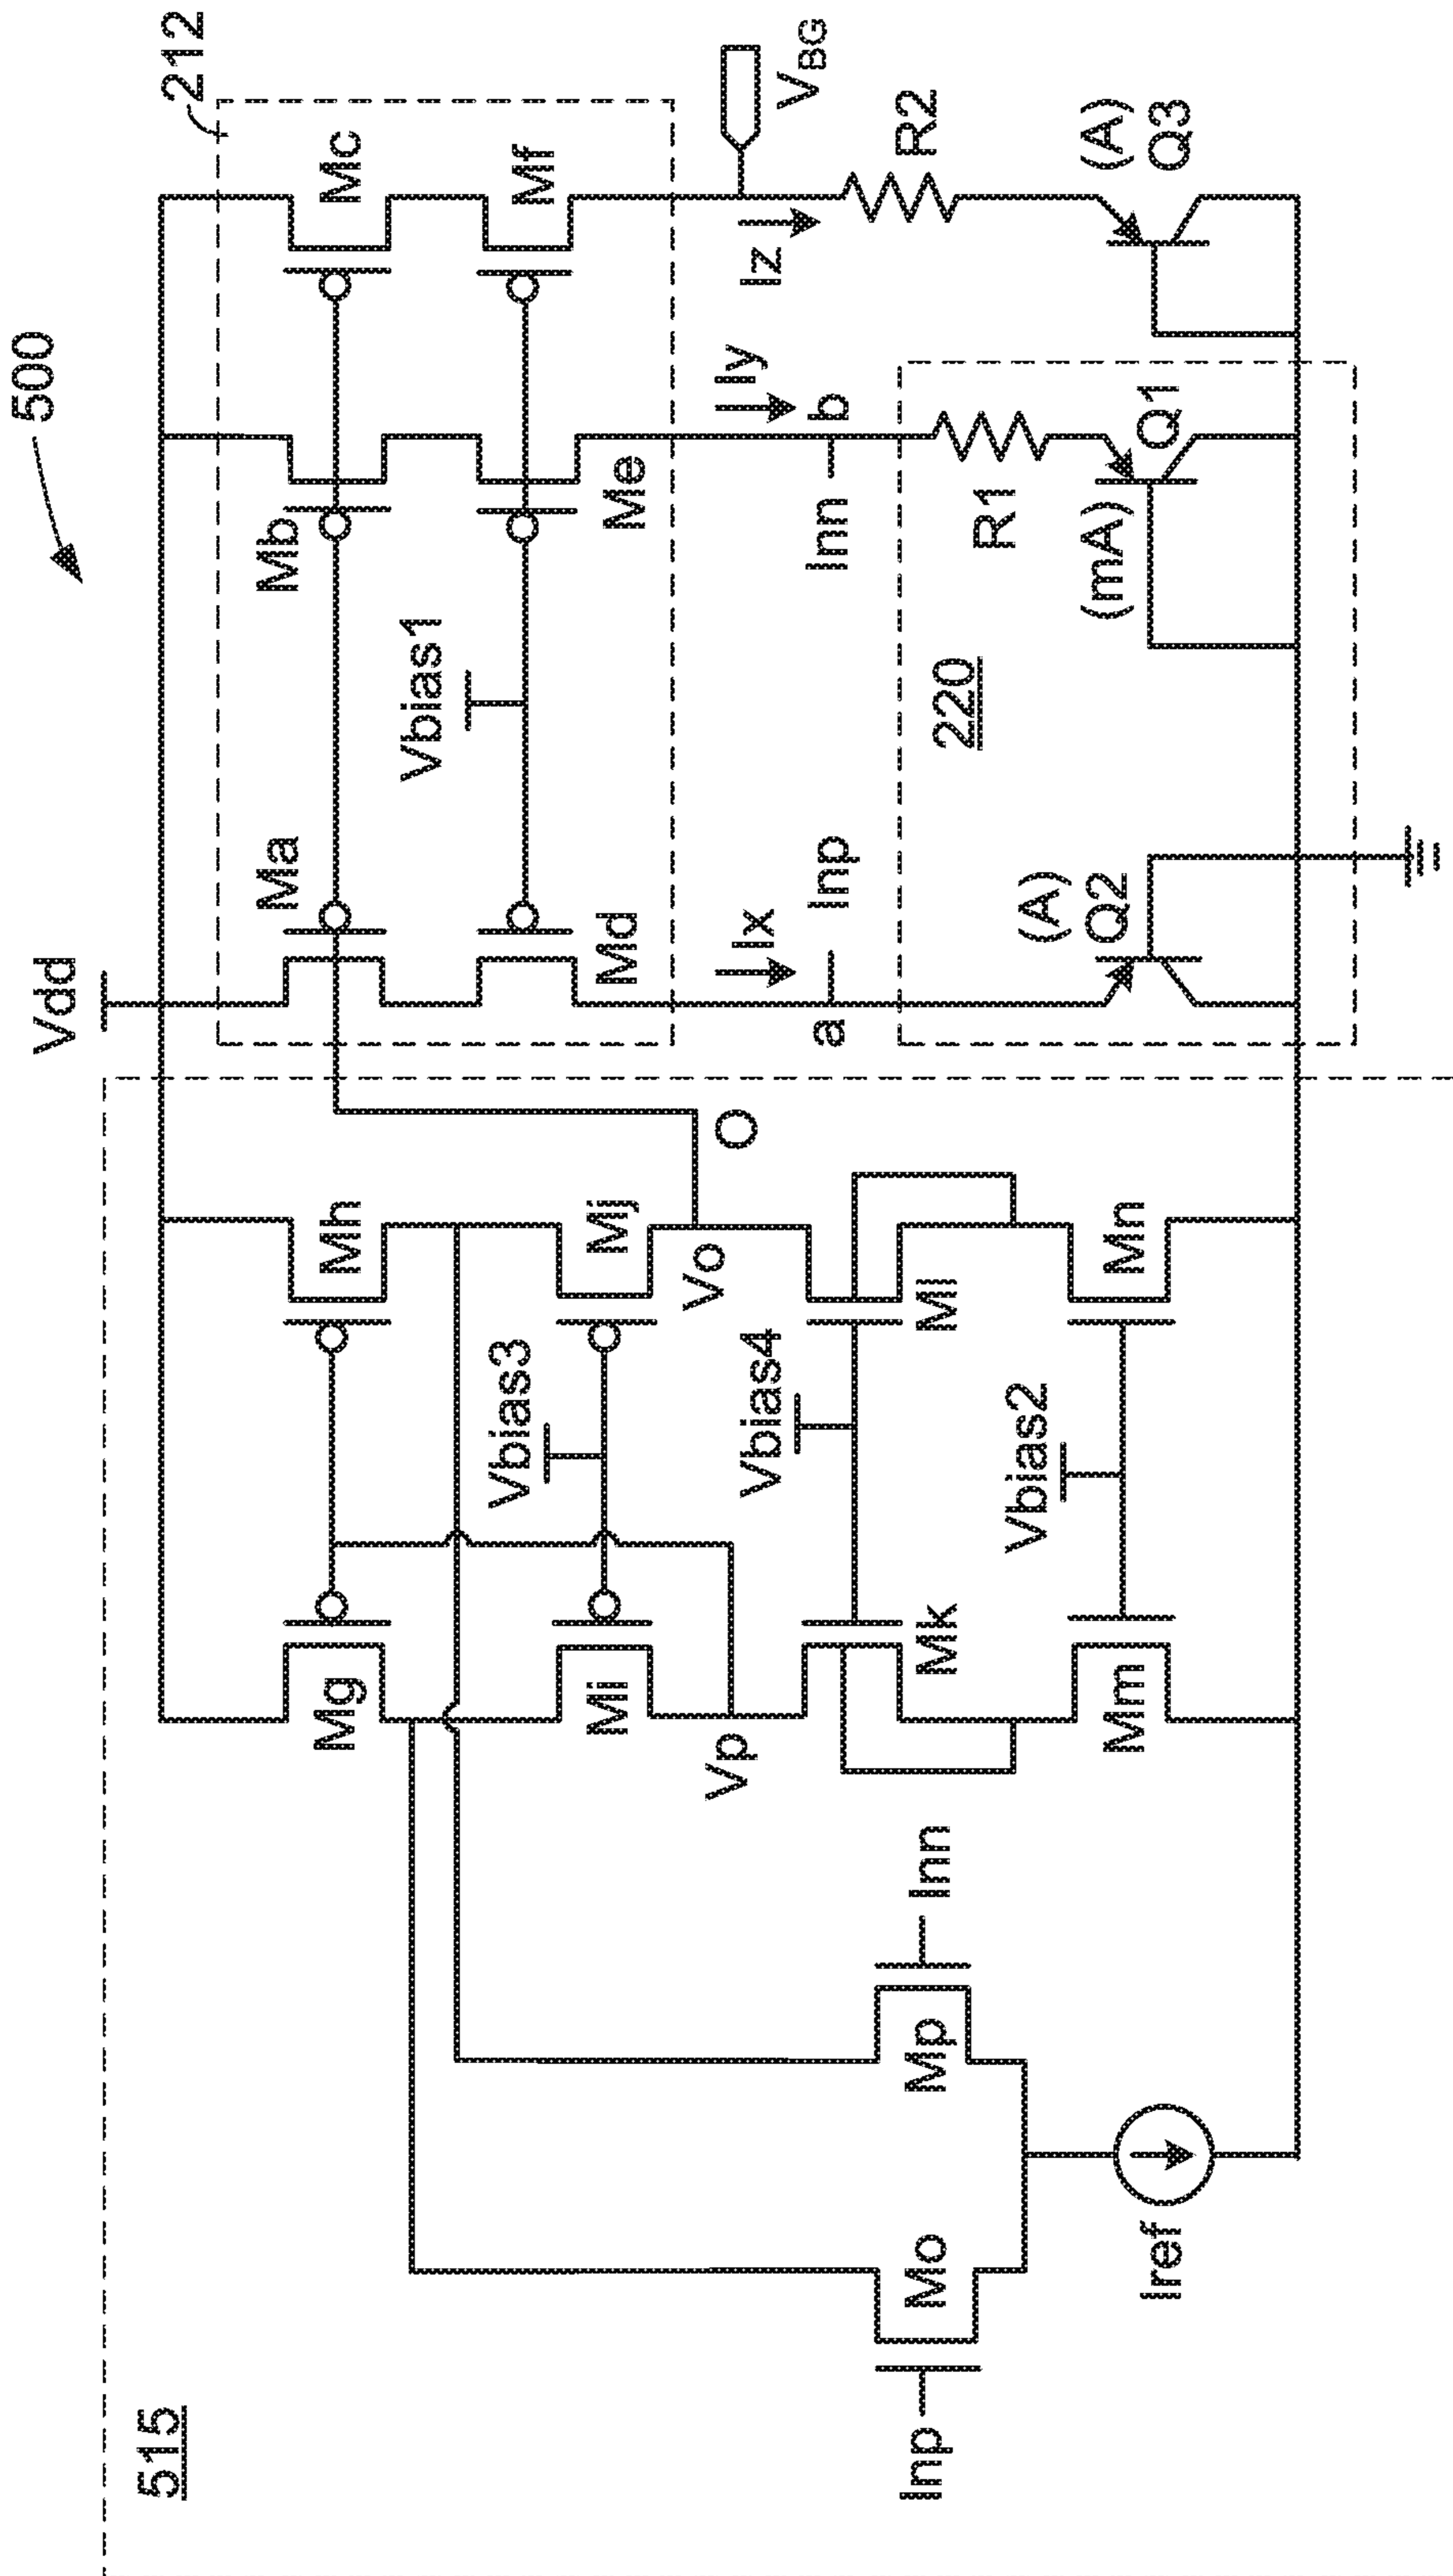 500
515
212
Vdd
Mg
Mh
Ma
Mb
Mc
Vbias3
Mi
Mj
Vbias1
Md
Me
Mf
Vp
Vo
O
Ix
Iy
Iz
VBG
Vbias4
a
Inp
Inn
b
R2
Inp
Mo
Mp
Inn
Mk
Ml
220
R1
Vbias2
(A)
Q2
(mA)
Q1
(A)
Q3
Iref
Mm
Mn